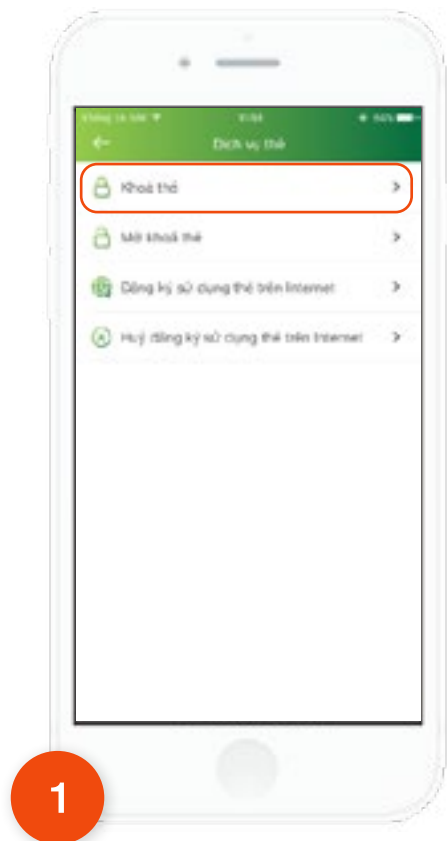 Dịch vụ thẻ
Khoá thẻ
Mở khoá thẻ
Đăng ký sử dụng thẻ trên Internet
Huỷ đăng ký sử dụng thẻ trên Internet
1